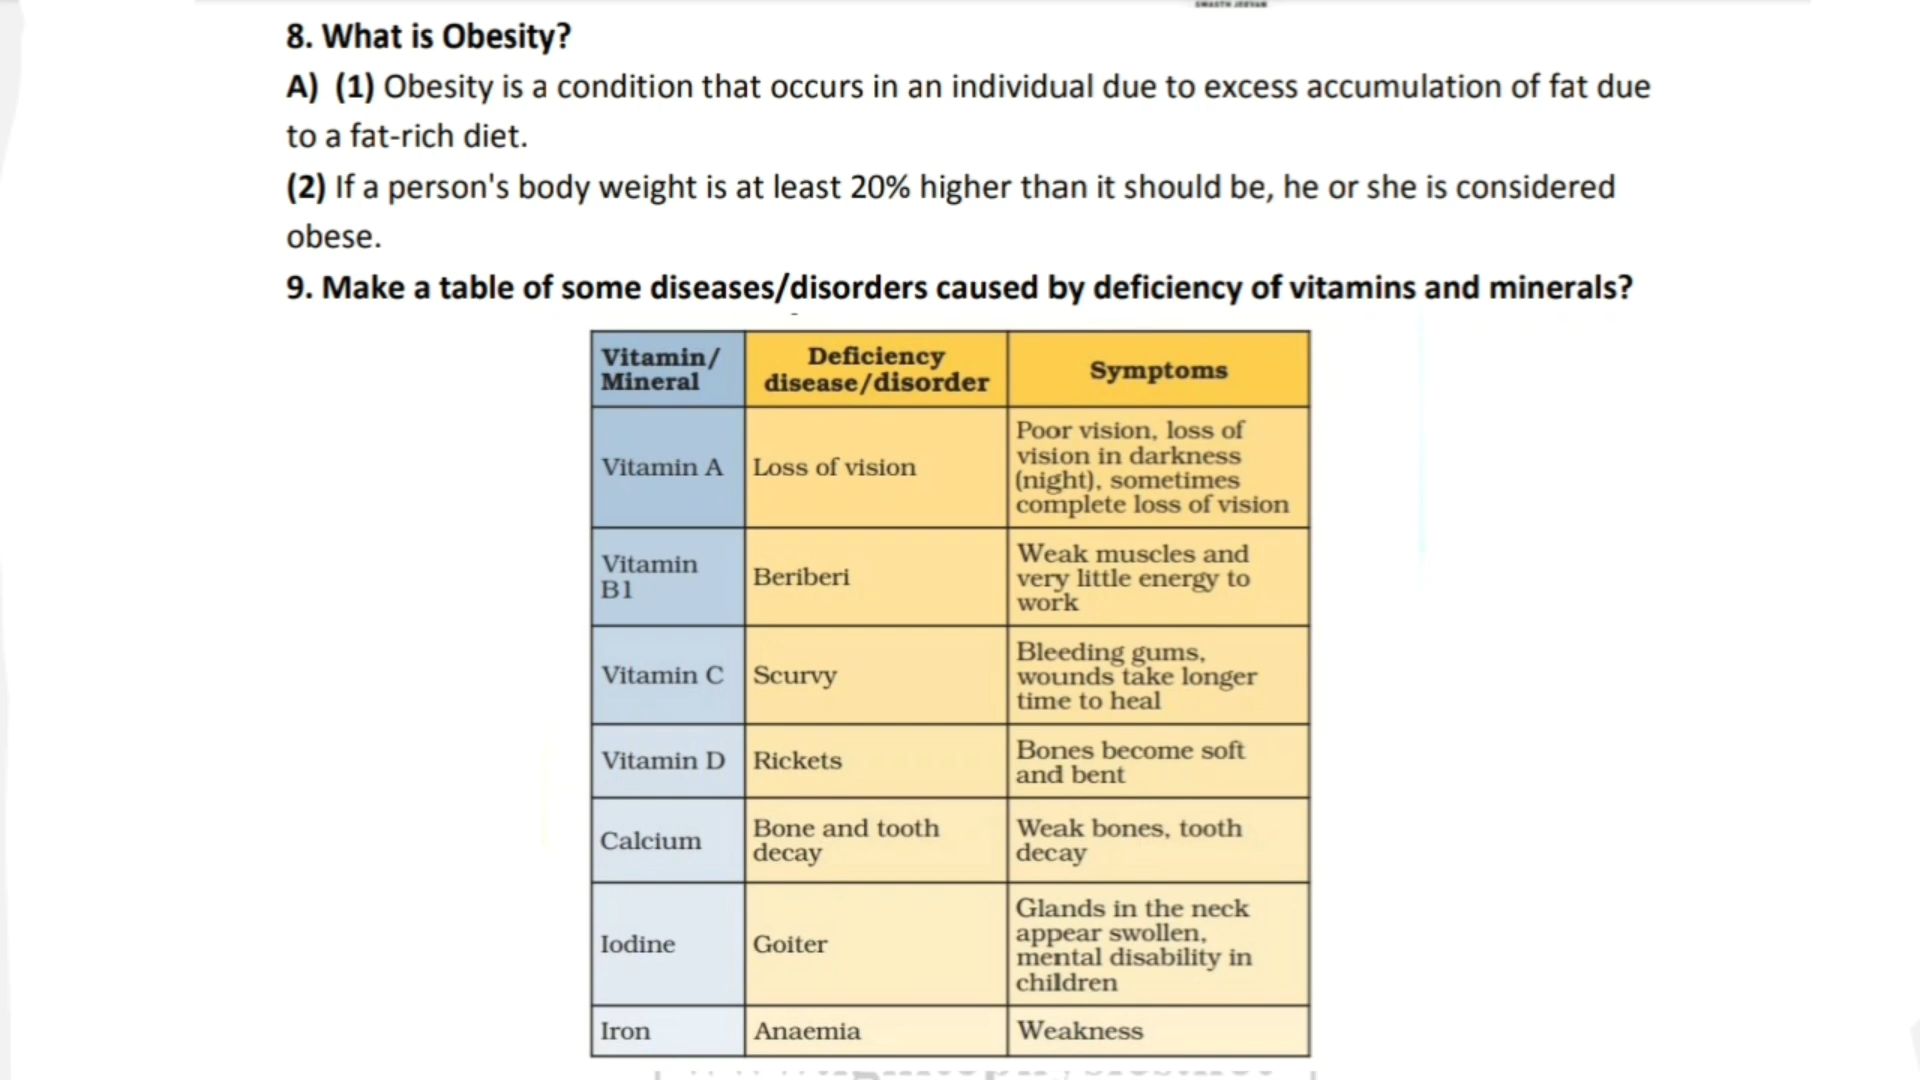 8. What is Obesity?
A) (1) Obesity is a condition that occurs in an individual due to excess accumulation of fat due
to a fat-rich diet.
(2) If a person's body weight is at least 20% higher than it should be, he or she is considered
obese.
9. Make a table of some diseases/disorders caused by deficiency of vitamins and minerals?
Vitamin/
Mineral
Deficiency
disease/disorder
Symptoms
Vitamin A
Loss of vision
Poor vision, loss of
vision in darkness
(night), sometimes
complete loss of vision
Vitamin
B1
Beriberi
Weak muscles and
very little energy to
work
Vitamin C
Scurvy
Bleeding gums,
wounds take longer
time to heal
Vitamin D
Rickets
Bones become soft
and bent
Calcium
Bone and tooth
decay
Weak bones, tooth
decay
Iodine
Goiter
Glands in the neck
appear swollen,
mental disability in
children
Iron
Anaemia
Weakness